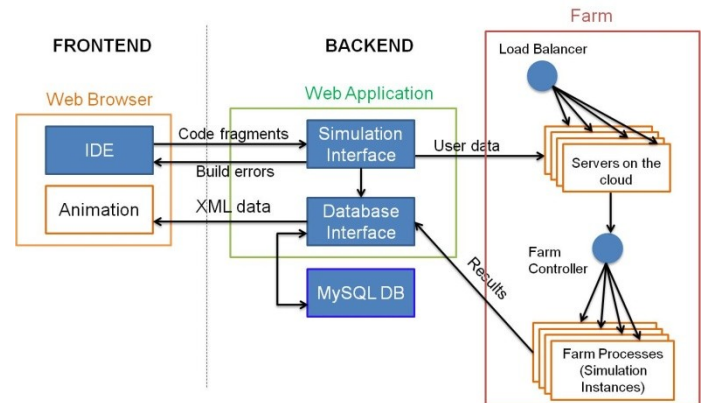 Farm
FRONTEND
BACKEND
Load Balancer
Web Browser
Web Application
IDE
Code fragments
Build errors
Simulation
Interface
User data
Servers on the
cloud
Animation
XML data
Database
Interface
Farm
Controller
MySQL DB
Results
Farm Processes
(Simulation
Instances)